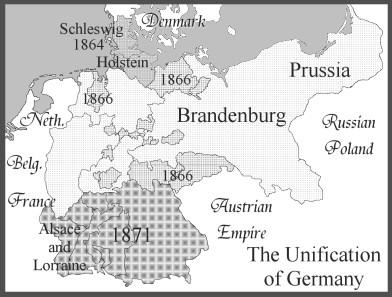 Denmark
Schleswig
1864
Holstein
1866
Prussia
1866
Brandenburg
Neth.
Russian
Poland
Belg.
1866
France
Austrian
Empire
Alsace
and
Lorraine
1871
The Unification
of Germany